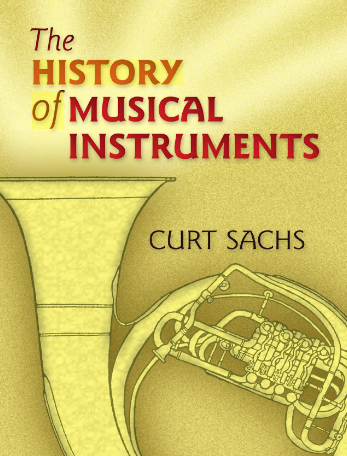 The
HISTORY
of MUSICAL
INSTRUMENTS
CURT SACHS